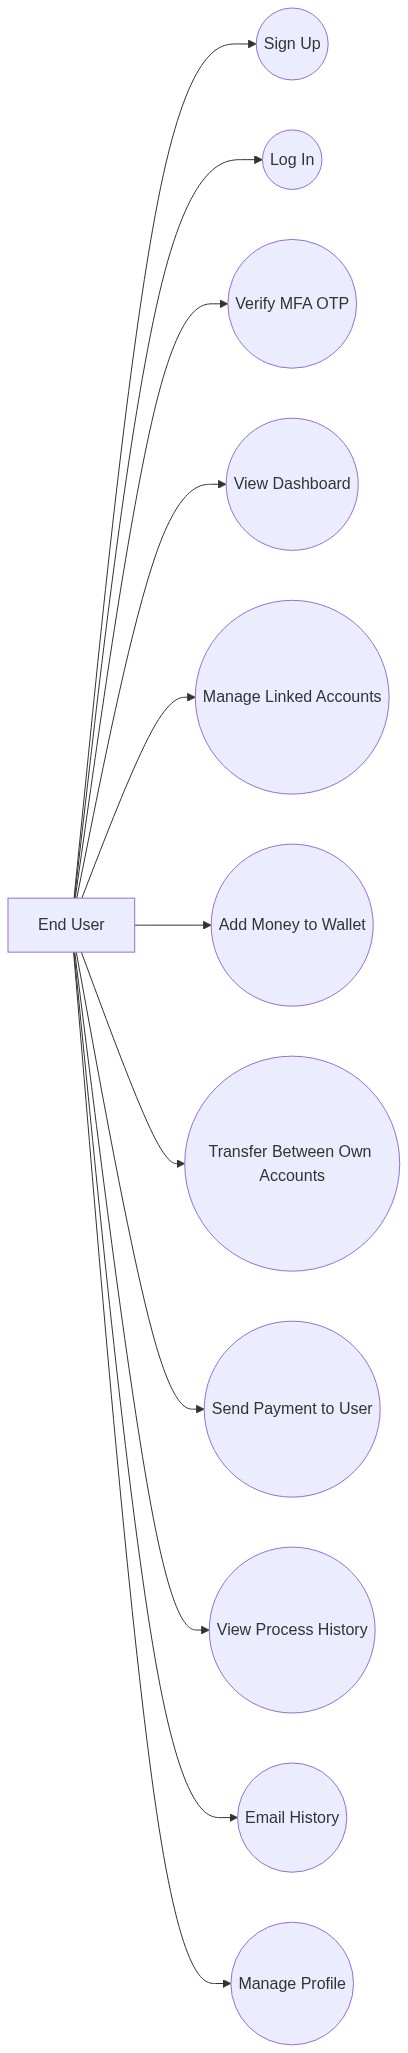 Sign Up
Log In
Verify MFA OTP
View Dashboard
Manage Linked Accounts
End User
Add Money to Wallet
Transfer Between Own
Accounts
Send Payment to User
View Process History
Email History
Manage Profile